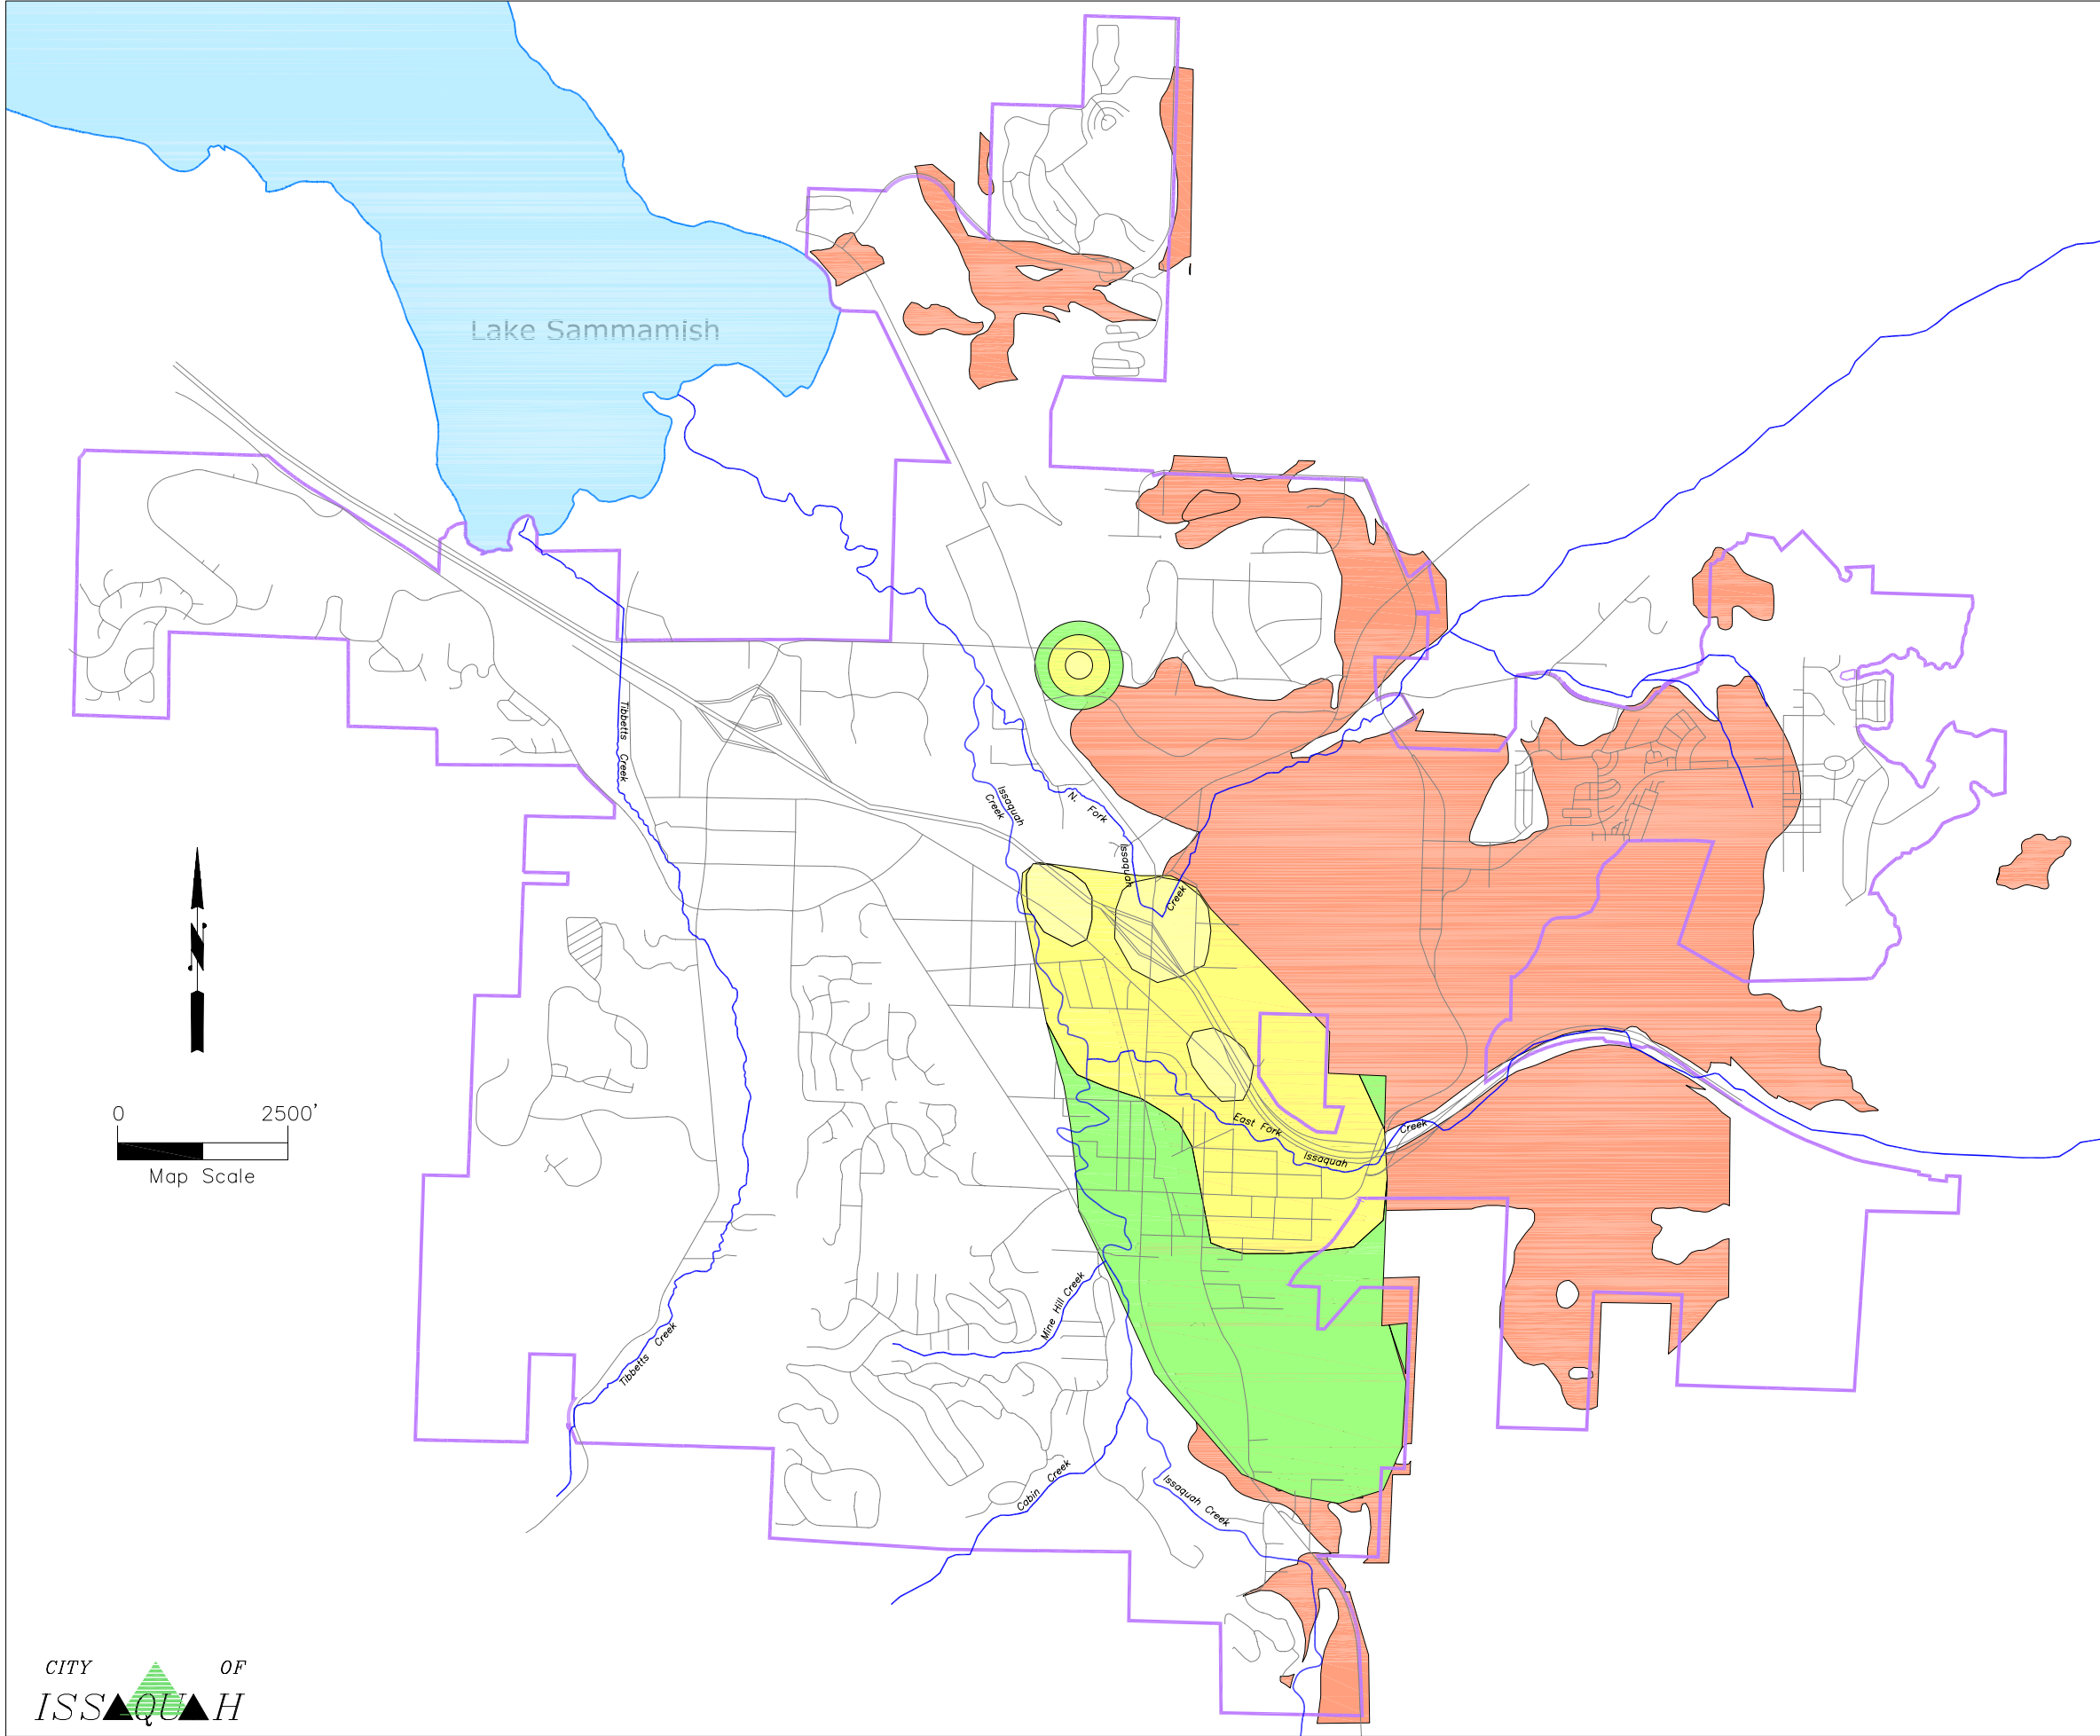 Lake Sammamish
Tibbetts Creek
Issaquah
Creek
N. Fork
Issaquah
Creek
N
0 2500'
Map Scale
East Fork
Issaquah
Creek
Mine Hill Creek
Tibbetts Creek
Cabin Creek
Issaquah Creek
CITY OF
ISSAQUAH